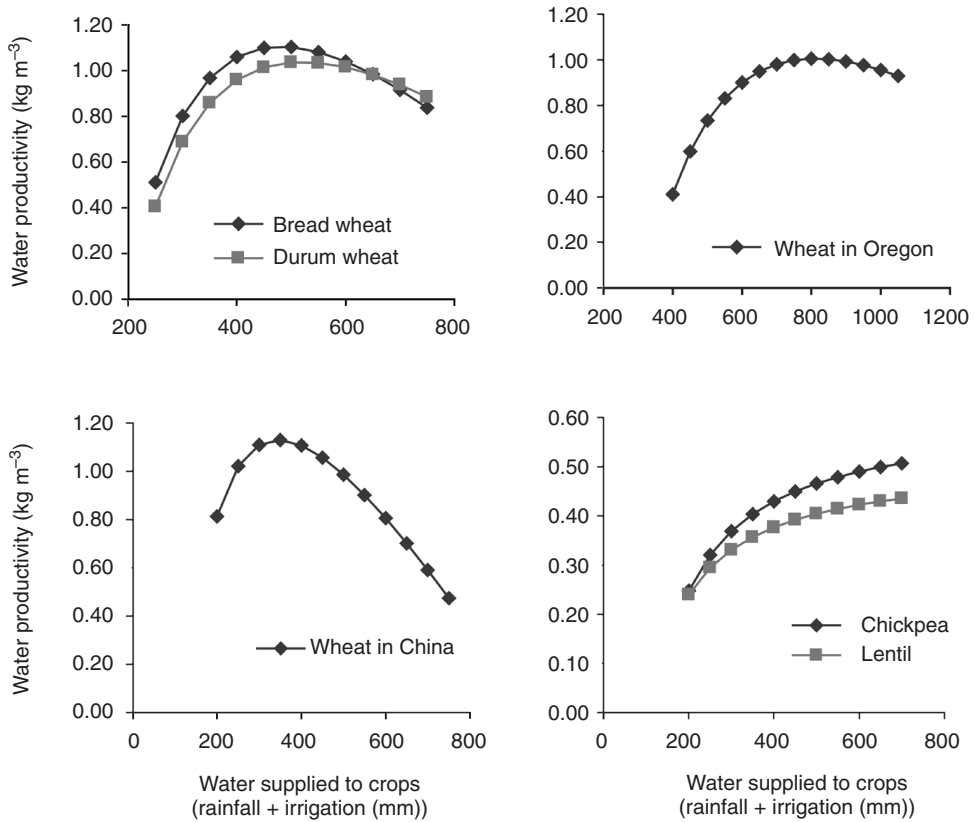 Water productivity (kg m⁻³)
1.20
1.00
0.80
0.60
0.40
0.20
0.00
200 400 600 800
Bread wheat
Durum wheat
1.20
1.00
0.80
0.60
0.40
0.20
0.00
200 400 600 800 1000 1200
Wheat in Oregon
Water productivity (kg m⁻³)
1.20
1.00
0.80
0.60
0.40
0.20
0.00
0 200 400 600 800
Wheat in China
Water supplied to crops
(rainfall + irrigation (mm))
0.60
0.50
0.40
0.30
0.20
0.10
0.00
0 200 400 600 800
Chickpea
Lentil
Water supplied to crops
(rainfall + irrigation (mm))